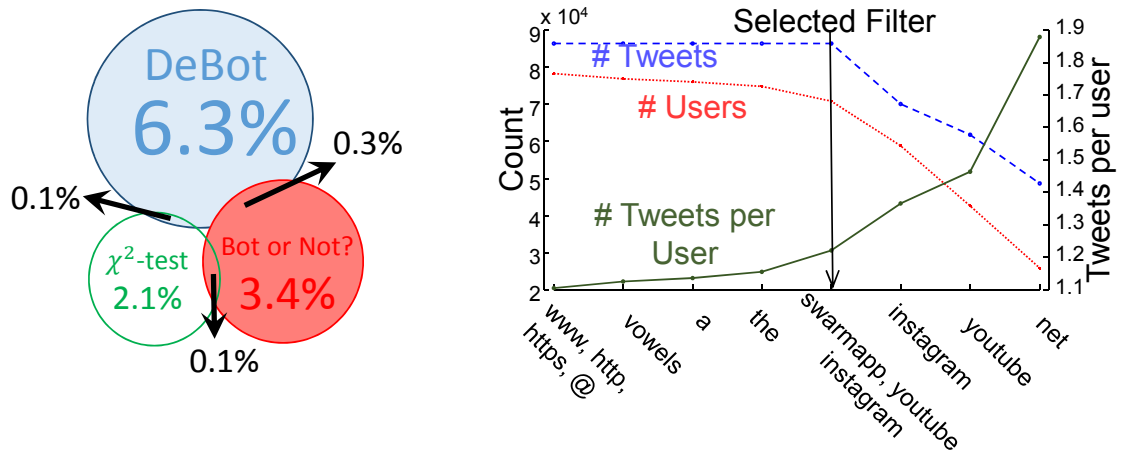 DeBot
6.3%
0.3%
0.1%
χ²-test
2.1%
Bot or Not?
3.4%
0.1%
x 10⁴
Selected Filter
9
8
7
6
5
4
3
2
Count
# Tweets
# Users
# Tweets per
User
1.9
1.8
1.7
1.6
1.5
1.4
1.3
1.2
1.1
Tweets per user
www, http,
https, @
vowels
a
the
swarmapp, youtube
instagram
instagram
youtube
net